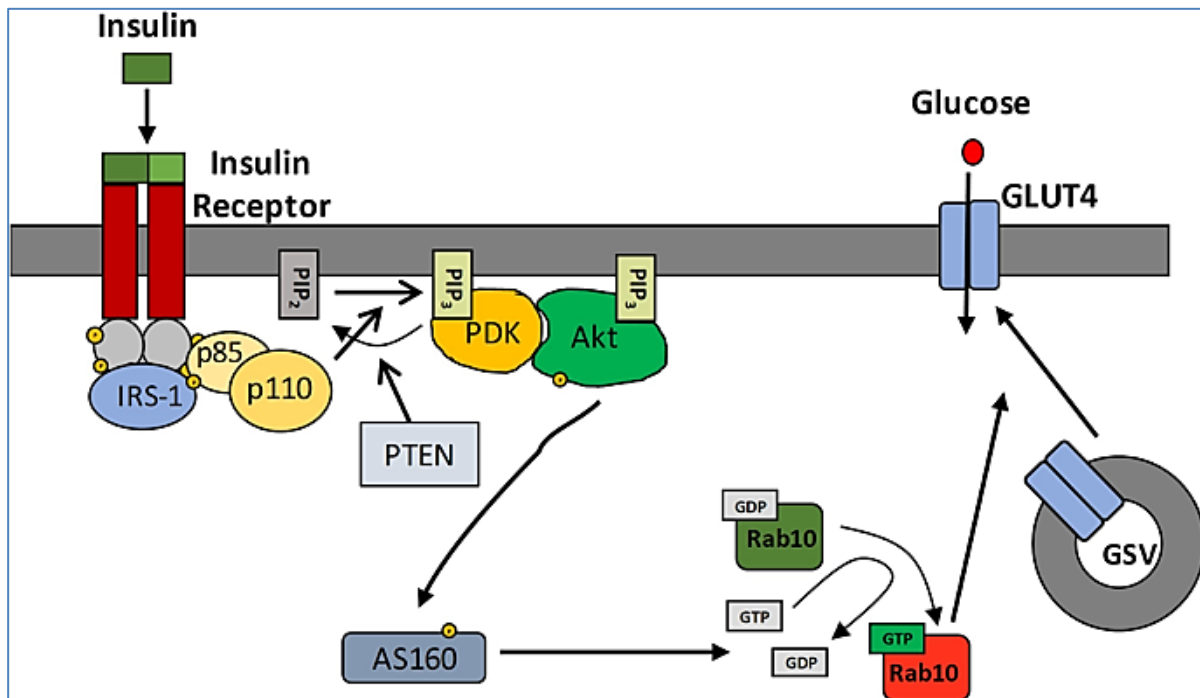 Insulin
Insulin
Receptor
Glucose
GLUT4
PIP2
PIP3
PIP3
PDK
Akt
p85
p110
IRS-1
PTEN
GDP
Rab10
GSV
GTP
GDP
GTP
Rab10
AS160